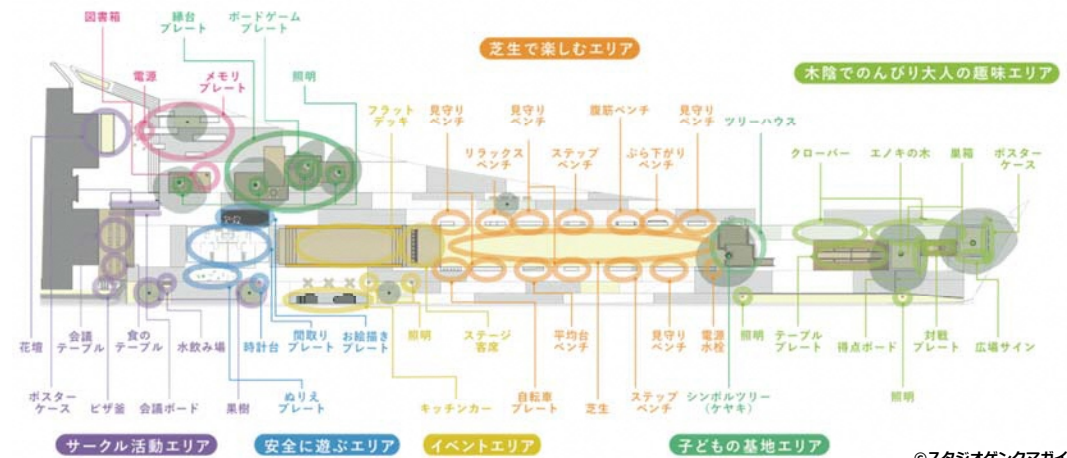 図書箱
縁台
プレート
ボードゲーム
プレート
芝生で楽しむエリア
木陰でのんびり大人の趣味エリア
電源
メモリ
プレート
照明
フラット
デッキ
見守り
ベンチ
見守り
ベンチ
腹筋ベンチ
見守り
ベンチ
ツリーハウス
リラックス
ベンチ
ステップ
ベンチ
ぶら下がり
ベンチ
クローバー
エノキの木
巣箱
ポスター
ケース
花壇
会議
テーブル
食の
テーブル
水飲み場
時計台
間取り
プレート
お絵描き
プレート
照明
ステージ
客席
平均台
ベンチ
見守り
ベンチ
電源
水栓
照明
テーブル
プレート
得点ボード
対戦
プレート
広場サイン
ポスター
ケース
ピザ釜
会議ボード
果樹
ぬりえ
プレート
キッチンカー
自転車
プレート
芝生
ステップ
ベンチ
シンボルツリー
(ケヤキ)
照明
サークル活動エリア
安全に遊ぶエリア
イベントエリア
子どもの基地エリア
©スタジオゲンクマガイ